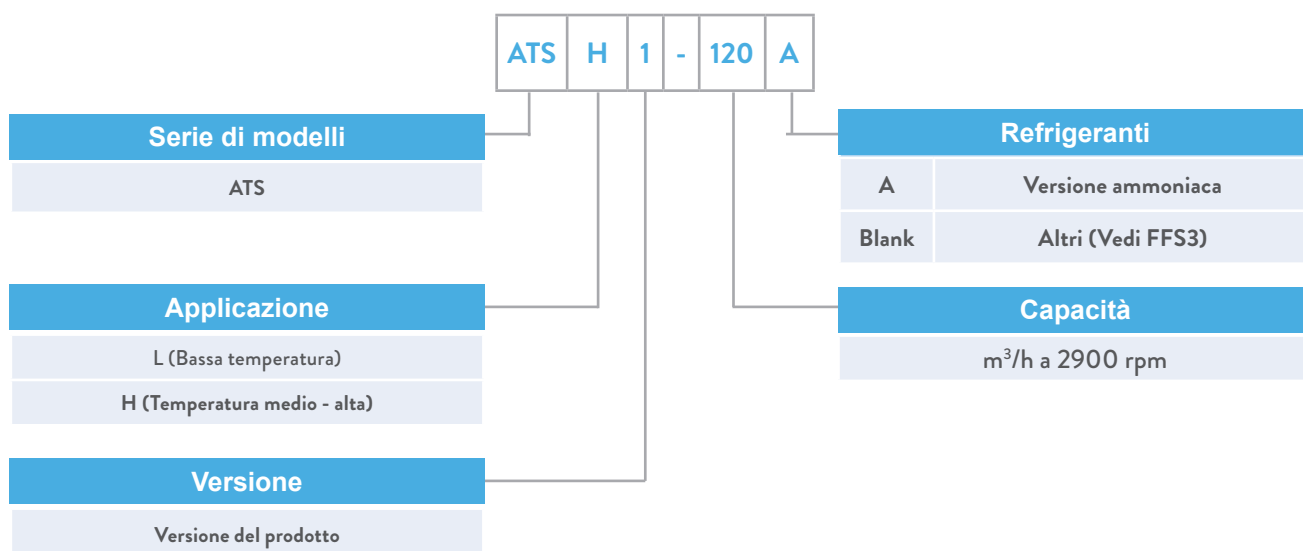 ATS H 1 - 120 A
Serie di modelli
ATS
Refrigeranti
A Versione ammoniaca
Blank Altri (Vedi FFS3)
Applicazione
L (Bassa temperatura)
H (Temperatura medio - alta)
Capacità
m³/h a 2900 rpm
Versione
Versione del prodotto